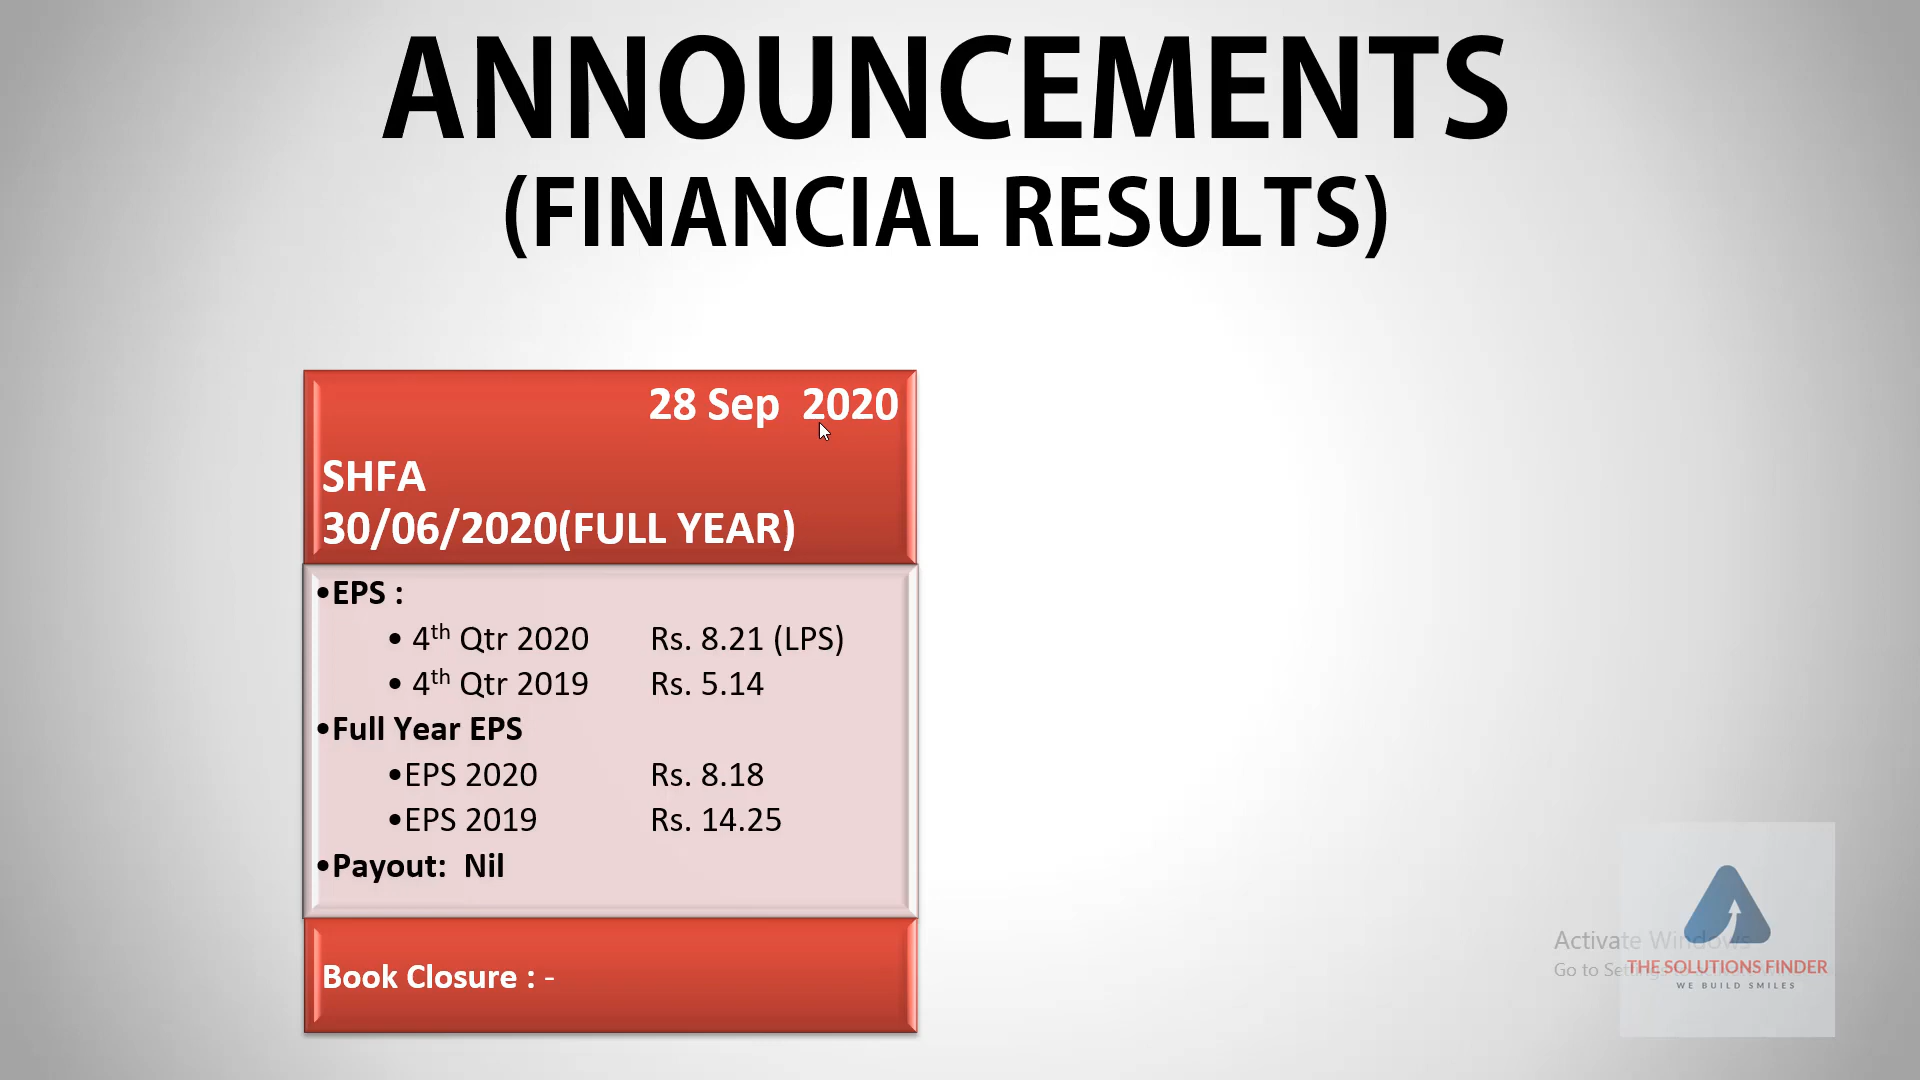 ANNOUNCEMENTS
(FINANCIAL RESULTS)
28 Sep 2020
SHFA
30/06/2020(FULL YEAR)
•EPS :
• 4th Qtr 2020 Rs. 8.21 (LPS)
• 4th Qtr 2019 Rs. 5.14
•Full Year EPS
•EPS 2020 Rs. 8.18
•EPS 2019 Rs. 14.25
•Payout: Nil
Book Closure : -
Activate Windows
Go to
THE SOLUTIONS FINDER
WE BUILD SMILES